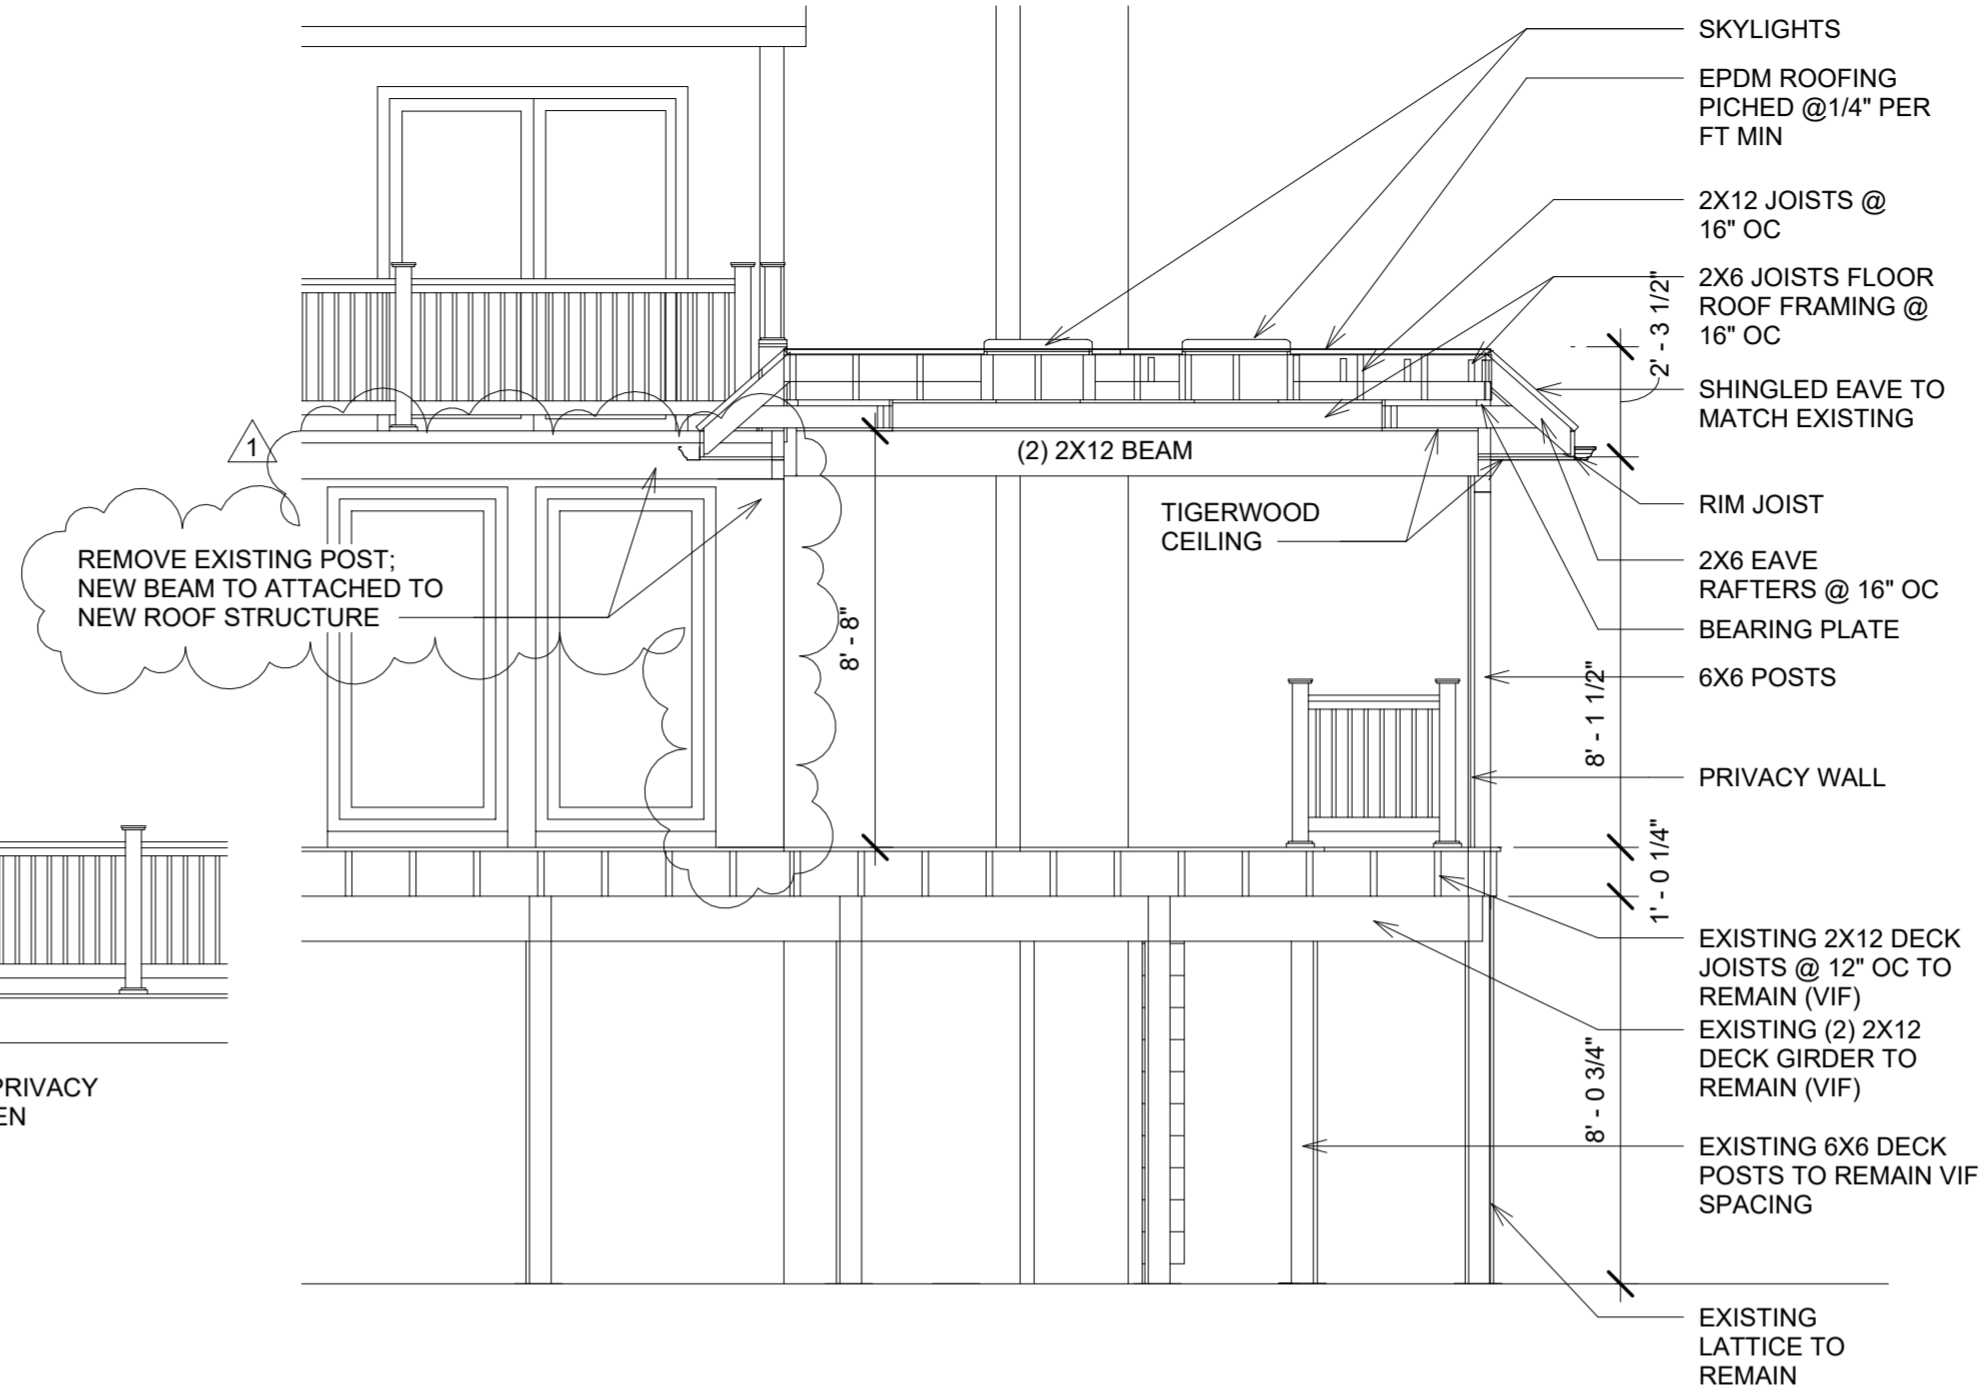 SKYLIGHTS
EPDM ROOFING
PICHED @1/4" PER
FT MIN
2X12 JOISTS @
16" OC
2X6 JOISTS FLOOR
ROOF FRAMING @
16" OC
2' - 3 1/2"
SHINGLED EAVE TO
MATCH EXISTING
1
(2) 2X12 BEAM
TIGERWOOD
CEILING
RIM JOIST
REMOVE EXISTING POST;
NEW BEAM TO ATTACHED TO
NEW ROOF STRUCTURE
2X6 EAVE
RAFTERS @ 16" OC
BEARING PLATE
8' - 8"
8' - 1 1/2"
6X6 POSTS
PRIVACY WALL
1' - 0 1/4"
EXISTING 2X12 DECK
JOISTS @ 12" OC TO
REMAIN (VIF)
EXISTING (2) 2X12
DECK GIRDER TO
REMAIN (VIF)
8' - 0 3/4"
PRIVACY
EN
EXISTING 6X6 DECK
POSTS TO REMAIN VIF
SPACING
EXISTING
LATTICE TO
REMAIN